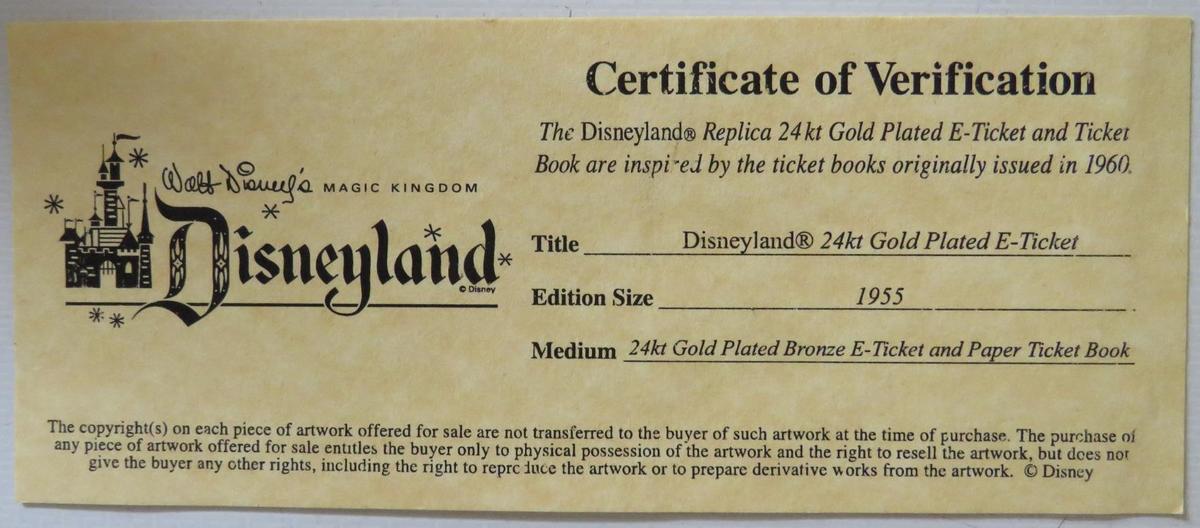 Certificate of Verification
The Disneyland® Replica 24kt Gold Plated E-Ticket and Ticket
Book are inspired by the ticket books originally issued in 1960.
Walt Disney's MAGIC KINGDOM
Disneyland
© Disney
Title Disneyland® 24kt Gold Plated E-Ticket
Edition Size 1955
Medium 24kt Gold Plated Bronze E-Ticket and Paper Ticket Book
The copyright(s) on each piece of artwork offered for sale are not transferred to the buyer of such artwork at the time of purchase. The purchase of
any piece of artwork offered for sale entitles the buyer only to physical possession of the artwork and the right to resell the artwork, but does not
give the buyer any other rights, including the right to reproduce the artwork or to prepare derivative works from the artwork. © Disney